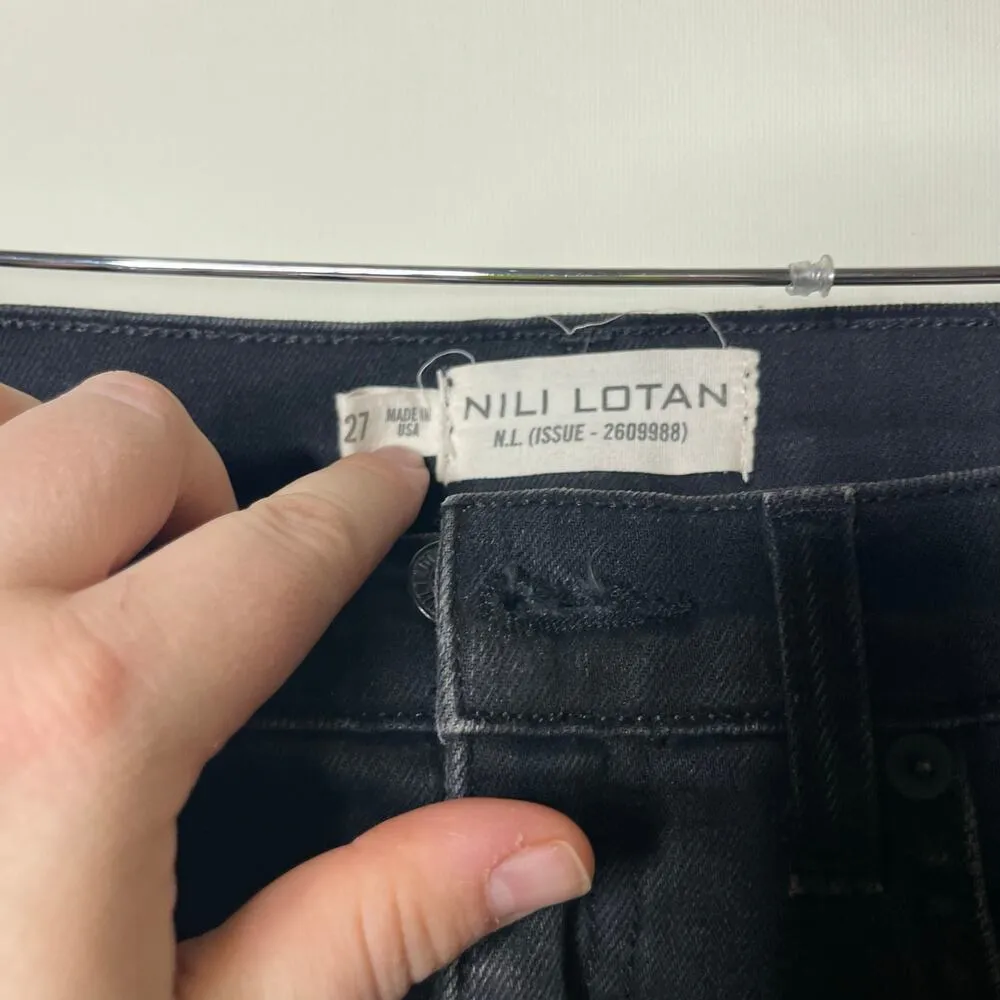 27
MADE IN
USA
NILI LOTAN
N.L. (ISSUE - 2609988)